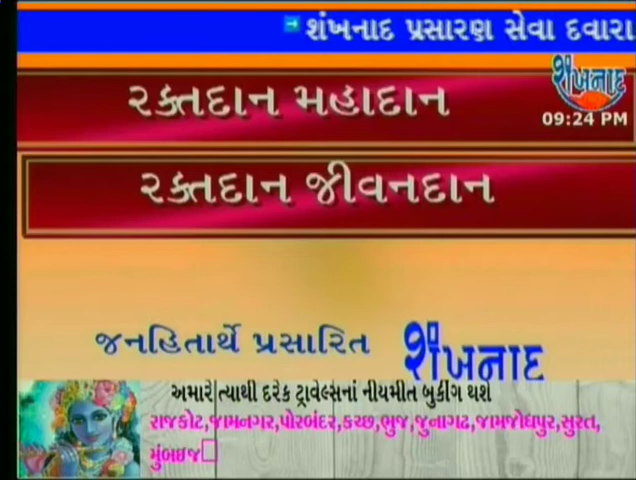 શંખનાદ પ્રસારણ સેવા દવારા
શંખનાદ
09:24 PM
રક્તદાન મહાદાન
રક્તદાન જીવનદાન
જનહિતાર્થે પ્રસારિત શંખનાદ
અમારે ત્યાથી દરેક ટ્રાવેલ્સનાં નીયમીત બુકીંગ થશે
રાજકોટ,જામનગર,પોરબંદર,કચ્છ,ભુજ,જુનાગઢ,જામજોધપુર,સુરત,
મુંબઇજ